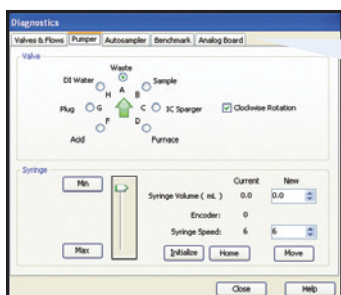 Diagnostics
Valves & Flows Pumper Autosampler Benchmark Analog Board
Valve
Waste
DI Water Sample
H A B
Plug G C IC Sparger Clockwise Rotation
F D
Acid Furnace
Syringe
Min Current New
Syringe Volume ( mL ) 0.0 0.0
Encoder: 0
Syringe Speed: 6 6
Max Initialize Home Move
Close Help